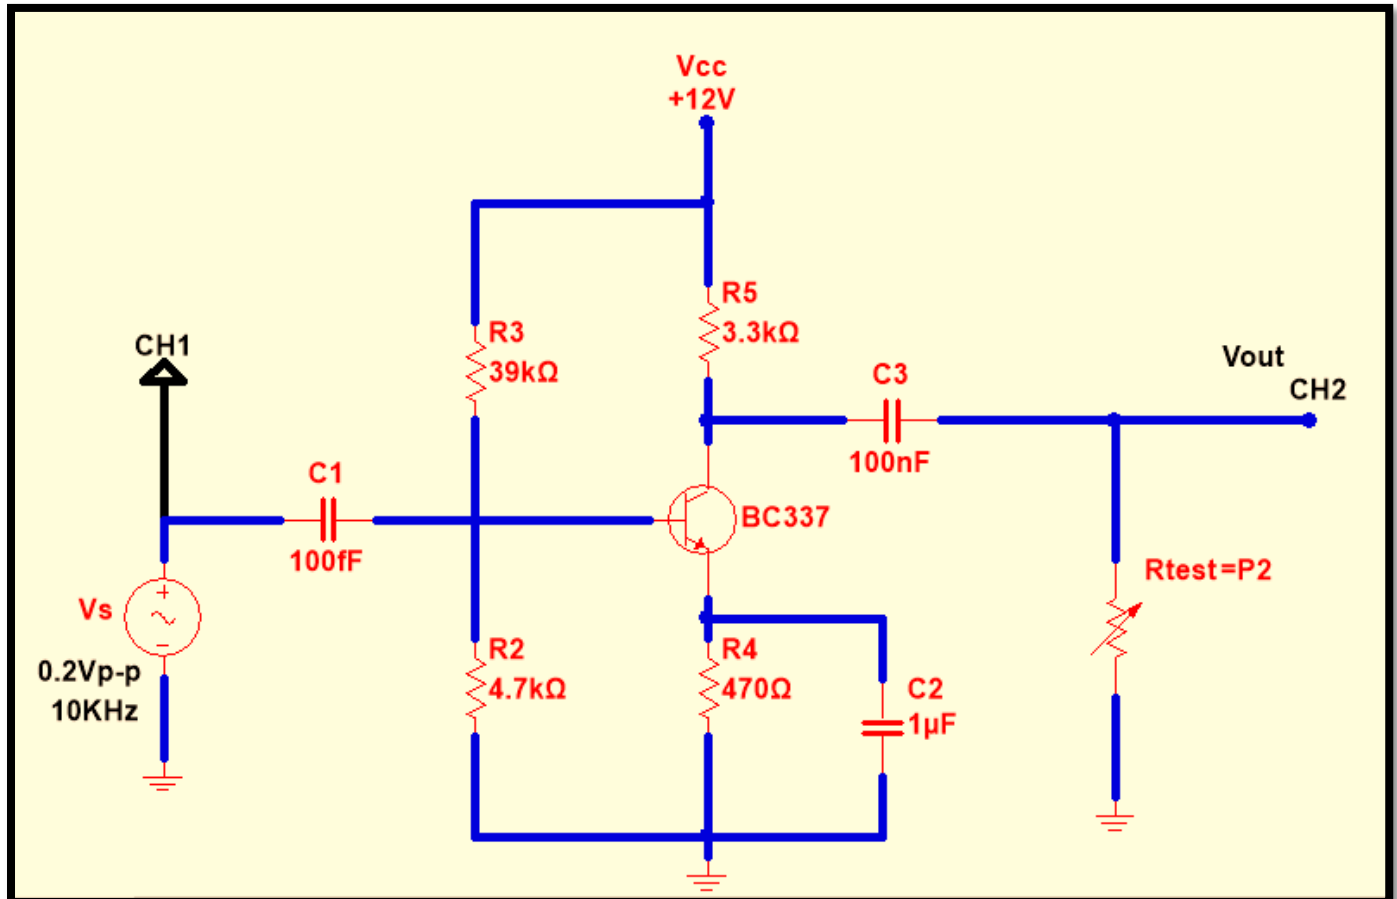 Vcc
+12V
R5
3.3kΩ
R3
39kΩ
CH1
Vout
CH2
C3
100nF
C1
100fF
BC337
Vs
0.2Vp-p
10KHz
Rtest=P2
R2
4.7kΩ
R4
470Ω
C2
1µF
+
−